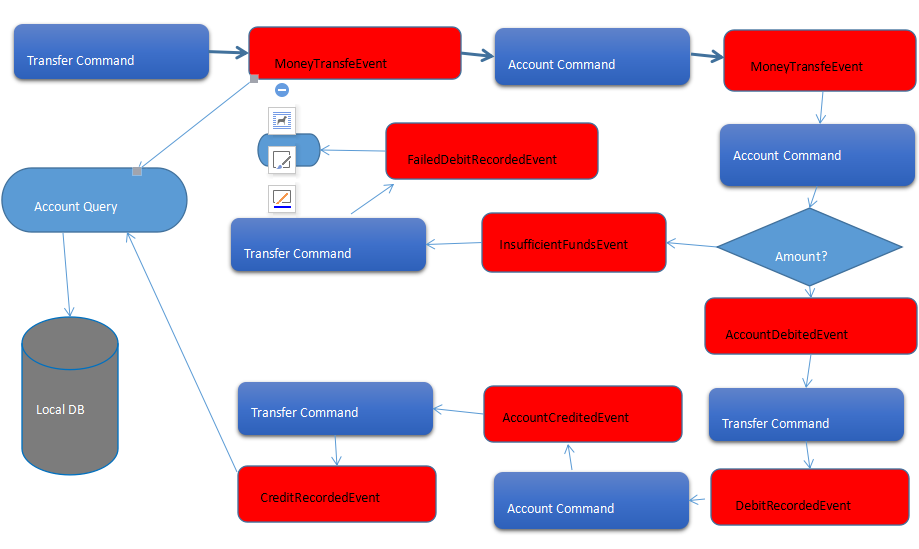 Transfer Command
MoneyTransfeEvent
Account Command
MoneyTransfeEvent
FailedDebitRecordedEvent
Account Command
Account Query
Transfer Command
InsufficientFundsEvent
Amount?
AccountDebitedEvent
Local DB
Transfer Command
AccountCreditedEvent
Transfer Command
CreditRecordedEvent
Account Command
DebitRecordedEvent